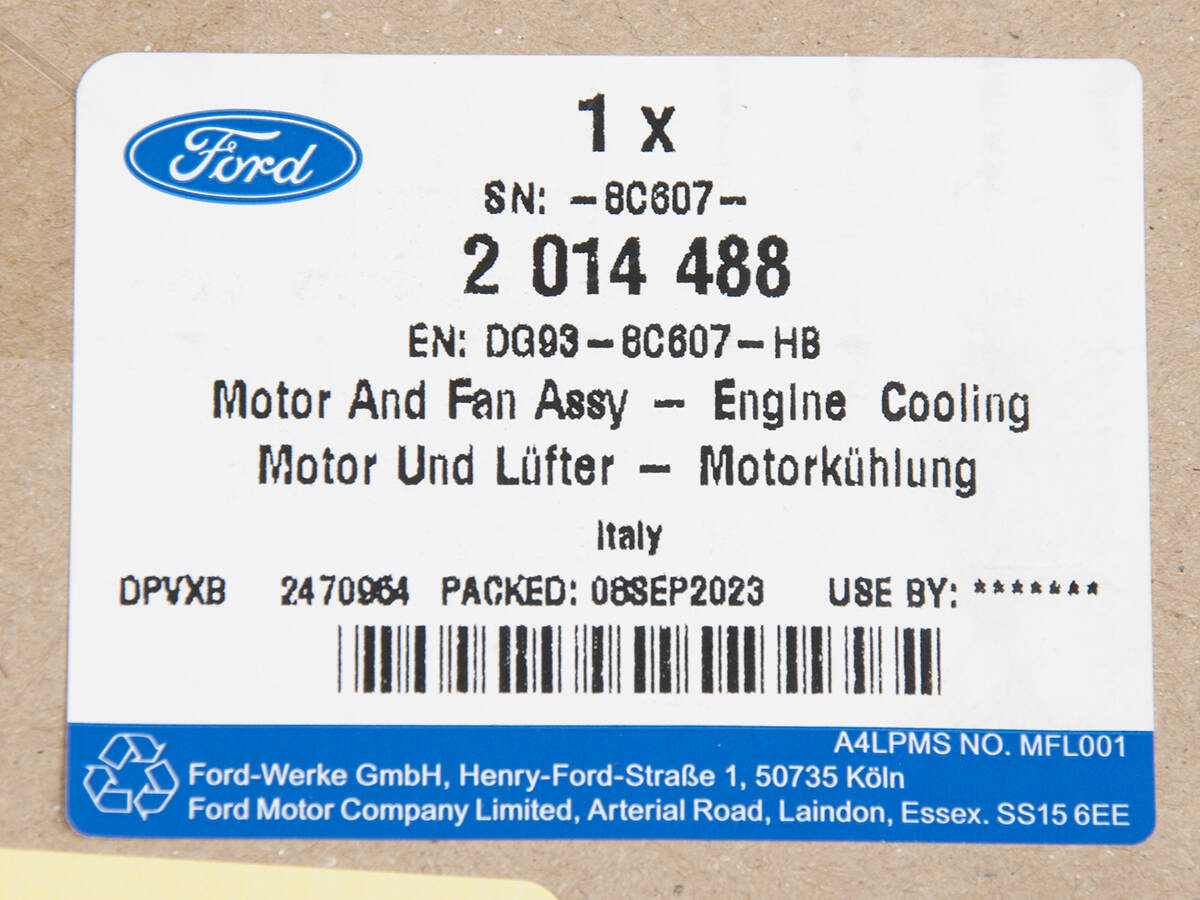 Ford
1 x
SN: -8C607-
2 014 488
EN: DG93-8C607-HB
Motor And Fan Assy - Engine Cooling
Motor Und Lüfter - Motorkühlung
Italy
DPVXB 2470964 PACKED: 08SEP2023 USE BY: *******
A4LPMS NO. MFL001
Ford-Werke GmbH, Henry-Ford-Straße 1, 50735 Köln
Ford Motor Company Limited, Arterial Road, Laindon, Essex. SS15 6EE